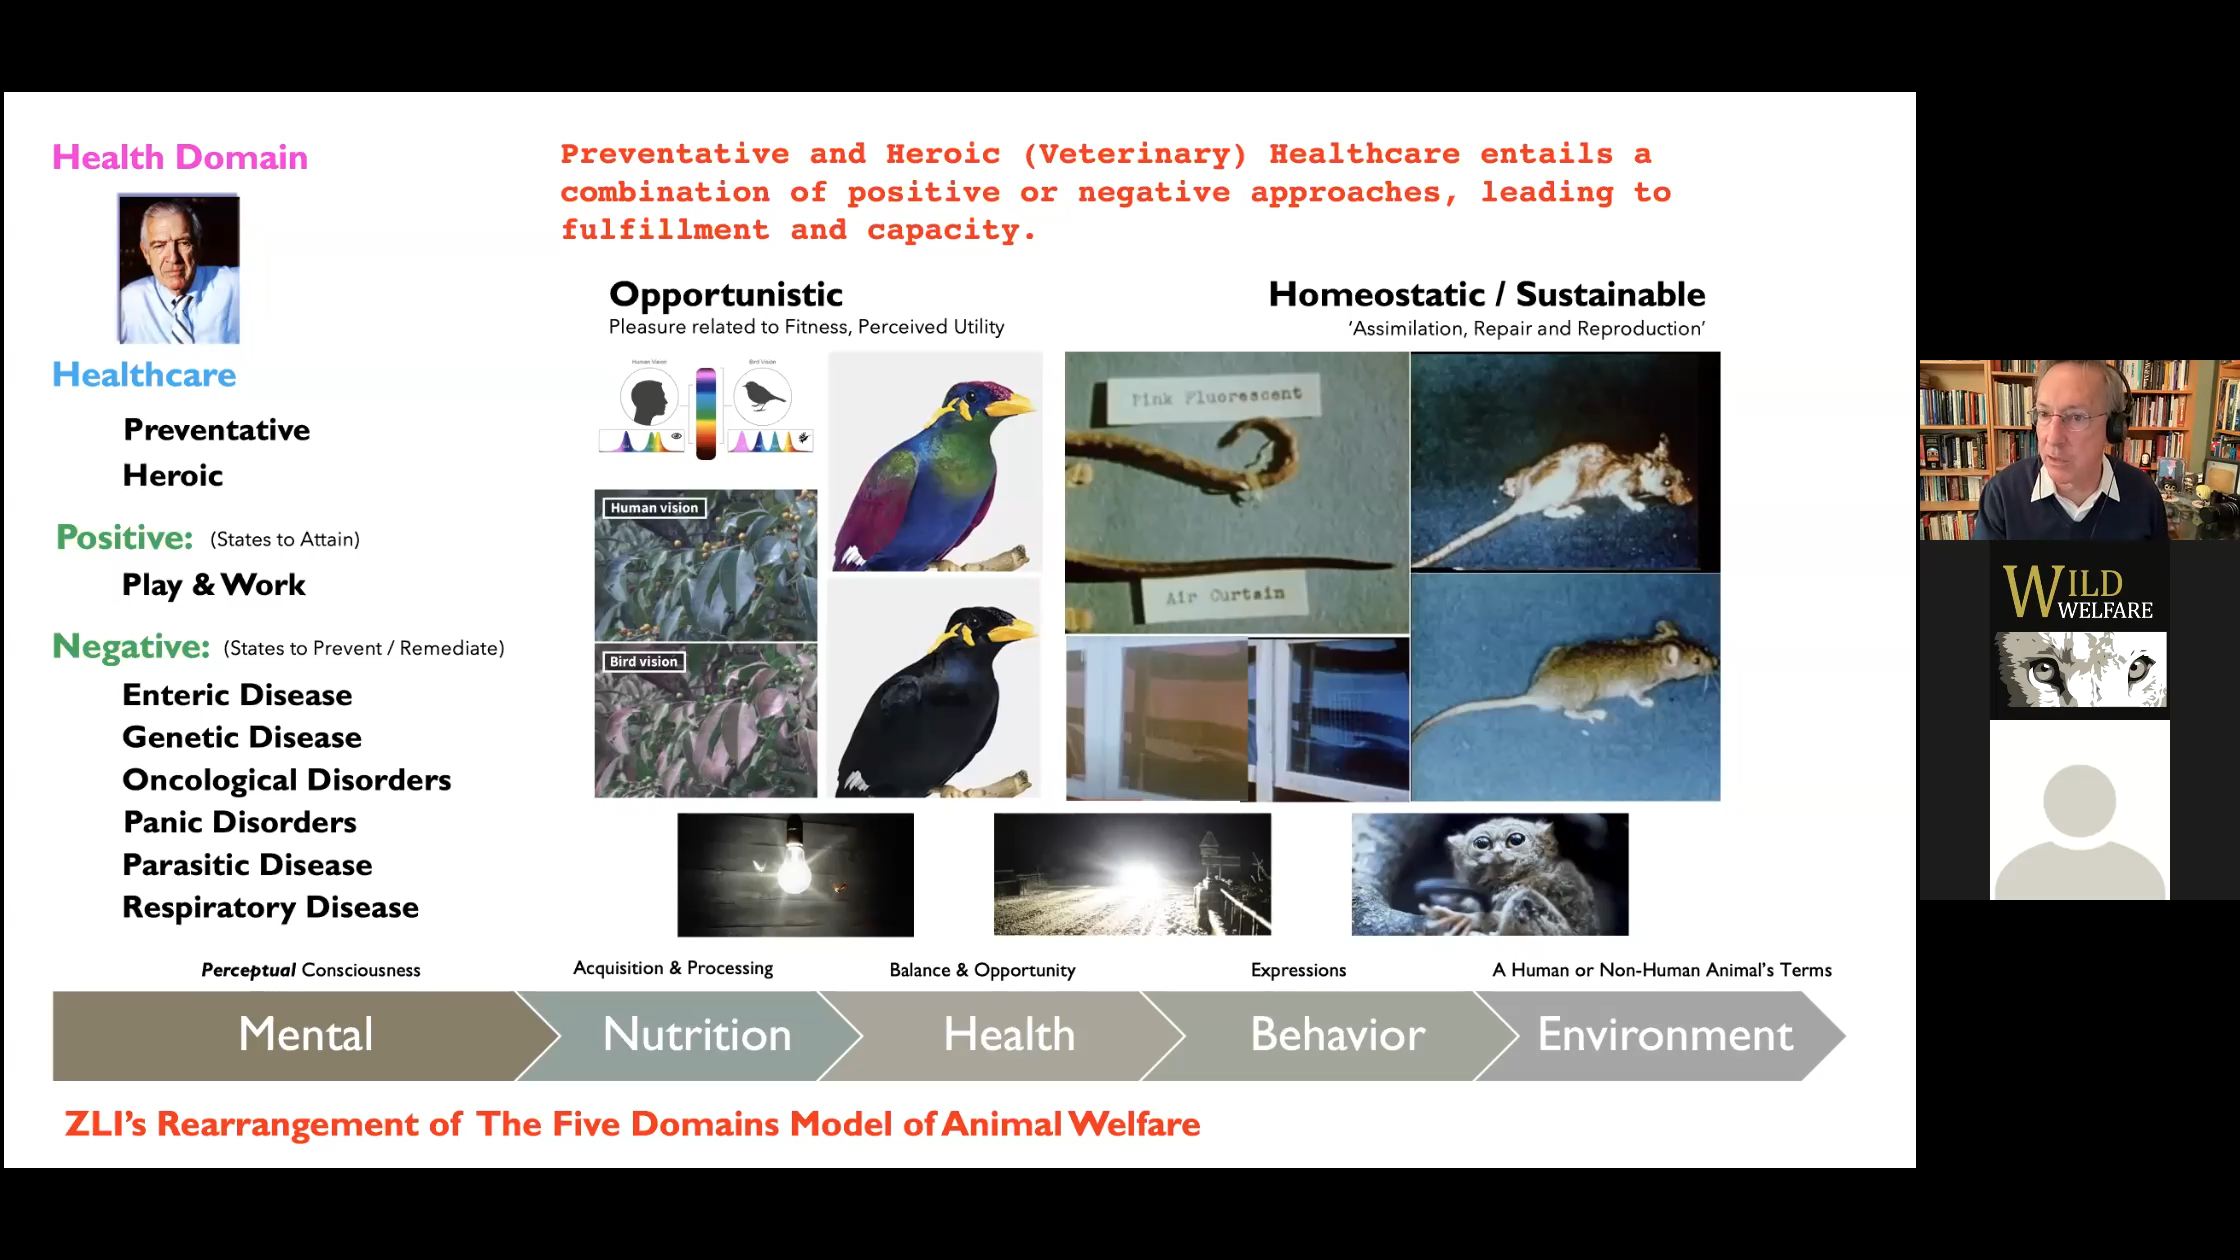 Health Domain
Preventative and Heroic (Veterinary) Healthcare entails a
combination of positive or negative approaches, leading to
fulfillment and capacity.
Healthcare
Preventative
Heroic
Positive: (States to Attain)
Play & Work
Negative: (States to Prevent / Remediate)
Enteric Disease
Genetic Disease
Oncological Disorders
Panic Disorders
Parasitic Disease
Respiratory Disease
Opportunistic
Pleasure related to Fitness, Perceived Utility
Human Vision
Bird Vision
Human vision
Bird vision
Homeostatic / Sustainable
‘Assimilation, Repair and Reproduction’
Pink Fluorescent
Air Curtain
Perceptual Consciousness
Acquisition & Processing
Balance & Opportunity
Expressions
A Human or Non-Human Animal’s Terms
Mental
Nutrition
Health
Behavior
Environment
ZLI’s Rearrangement of The Five Domains Model of Animal Welfare
WILD
WELFARE